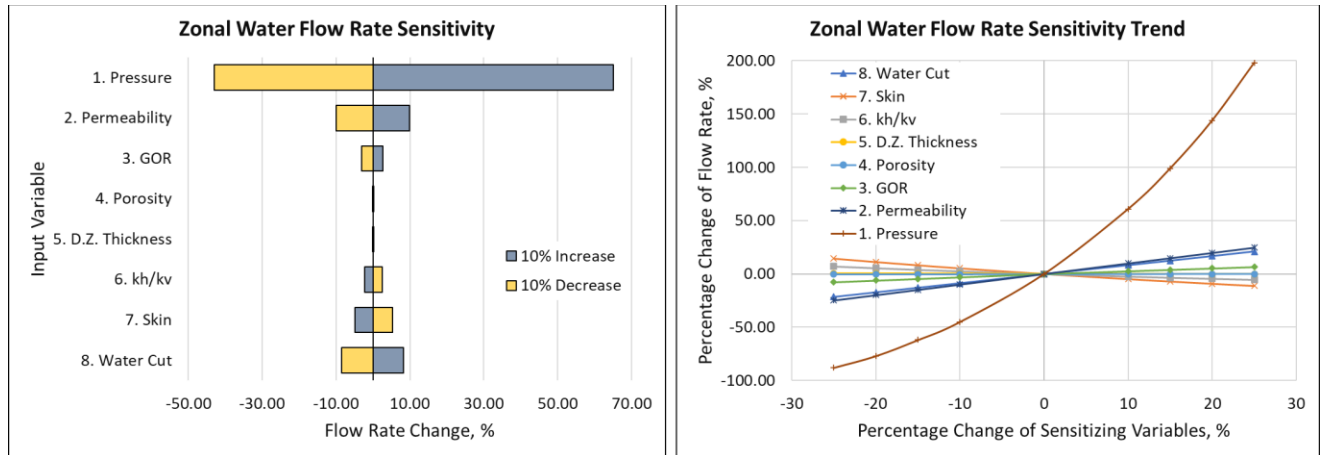 Zonal Water Flow Rate Sensitivity
Input Variable
1. Pressure
2. Permeability
3. GOR
4. Porosity
5. D.Z. Thickness
6. kh/kv
7. Skin
8. Water Cut
10% Increase
10% Decrease
-50.00 -30.00 -10.00 10.00 30.00 50.00 70.00
Flow Rate Change, %
Zonal Water Flow Rate Sensitivity Trend
Percentage Change of Flow Rate, %
200.00
150.00
100.00
50.00
0.00
-50.00
-100.00
8. Water Cut
7. Skin
6. kh/kv
5. D.Z. Thickness
4. Porosity
3. GOR
2. Permeability
1. Pressure
-30 -20 -10 0 10 20 30
Percentage Change of Sensitizing Variables, %